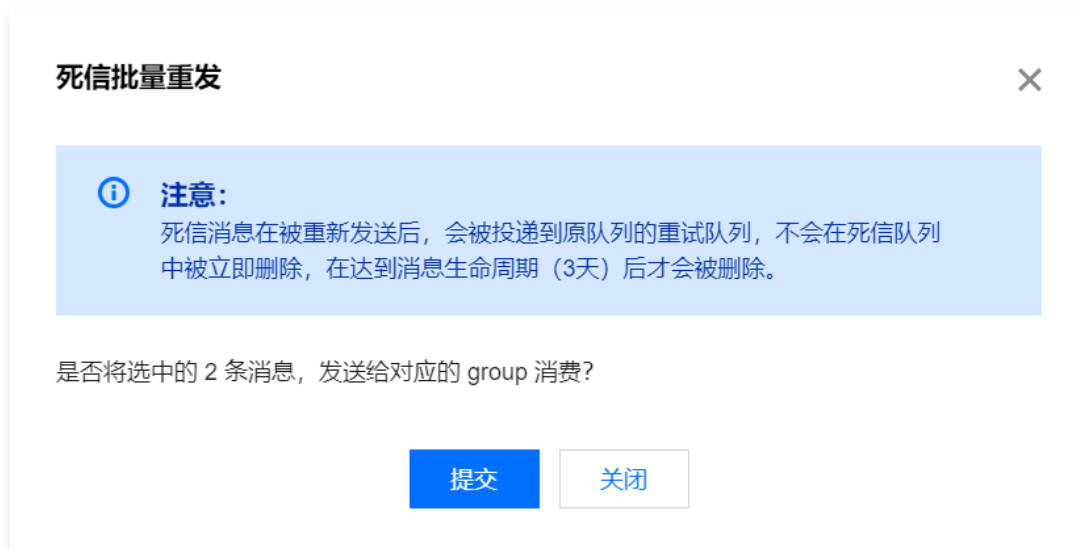 死信批量重发
注意：
死信消息在被重新发送后，会被投递到原队列的重试队列，不会在死信队列
中被立即删除，在达到消息生命周期（3天）后才会被删除。
是否将选中的 2 条消息，发送给对应的 group 消费？
提交
关闭